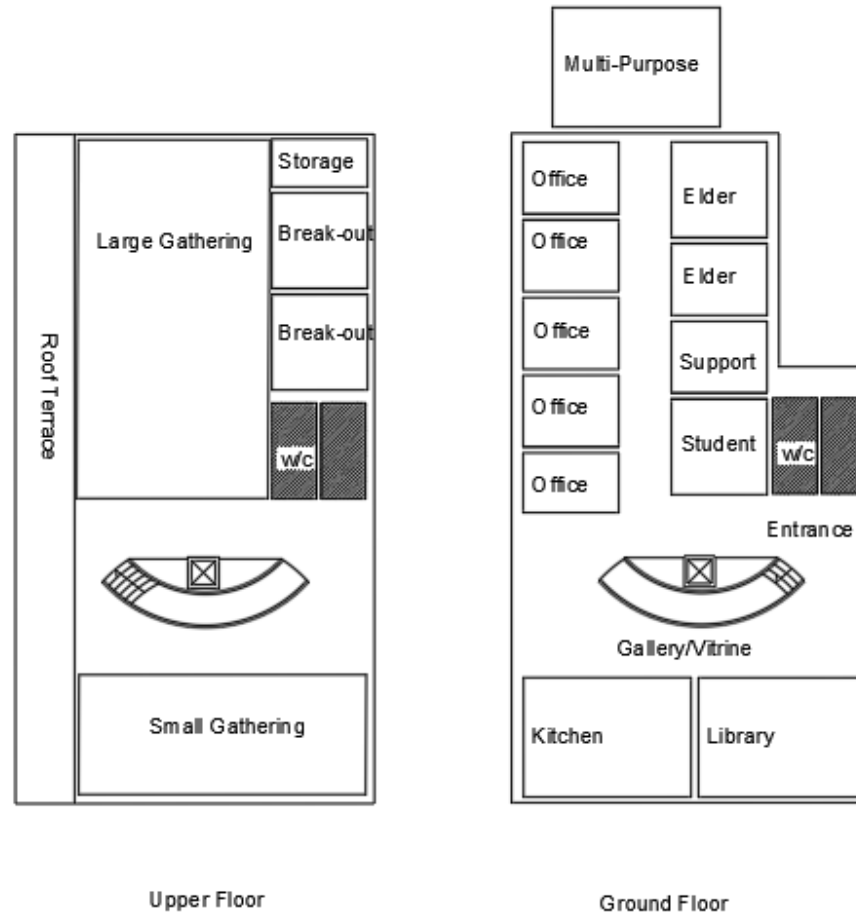 Storage
Large Gathering
Break-out
Break-out
Roof Terrace
w/c
Small Gathering
Upper Floor
Multi-Purpose
Office
Elder
Office
Elder
Office
Support
Office
Student
w/c
Office
Entrance
Gallery/Vitrine
Kitchen
Library
Ground Floor